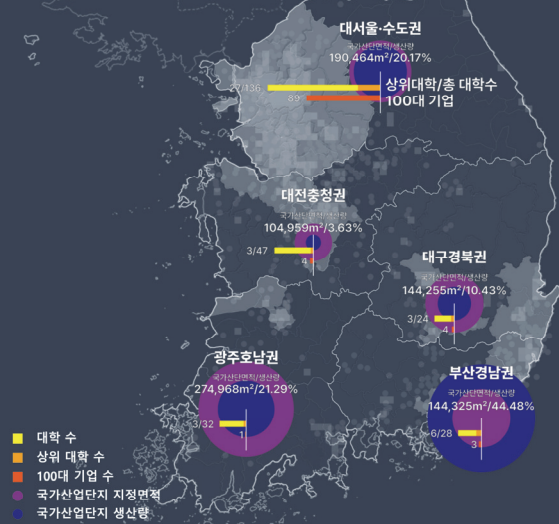 대서울·수도권
국가산단면적/생산량
190,464m²/20.17%
27/136
상위대학/총 대학수
89
100대 기업
대전충청권
국가산단면적/생산량
104,959m²/3.63%
3/47
4
대구경북권
국가산단면적/생산량
144,255m²/10.43%
3/24
4
광주호남권
국가산단면적/생산량
274,968m²/21.29%
3/32
1
부산경남권
국가산단면적/생산량
144,325m²/44.48%
6/28
3
대학 수
상위 대학 수
100대 기업 수
국가산업단지 지정면적
국가산업단지 생산량